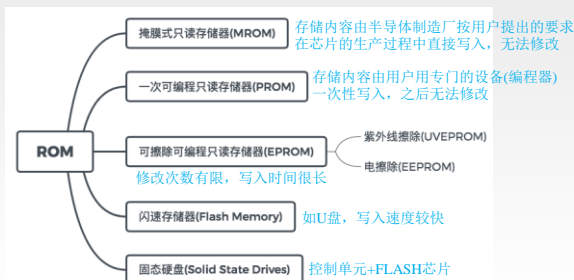 掩膜式只读存储器(MROM)
存储内容由半导体制造厂按用户提出的要求
在芯片的生产过程中直接写入，无法修改
一次可编程只读存储器(PROM)
存储内容由用户用专门的设备(编程器)
一次性写入，之后无法修改
ROM
可擦除可编程只读存储器(EPROM)
紫外线擦除(UVEPROM)
电擦除(EEPROM)
修改次数有限，写入时间很长
闪速存储器(Flash Memory)
如U盘，写入速度较快
固态硬盘(Solid State Drives)
控制单元+FLASH芯片